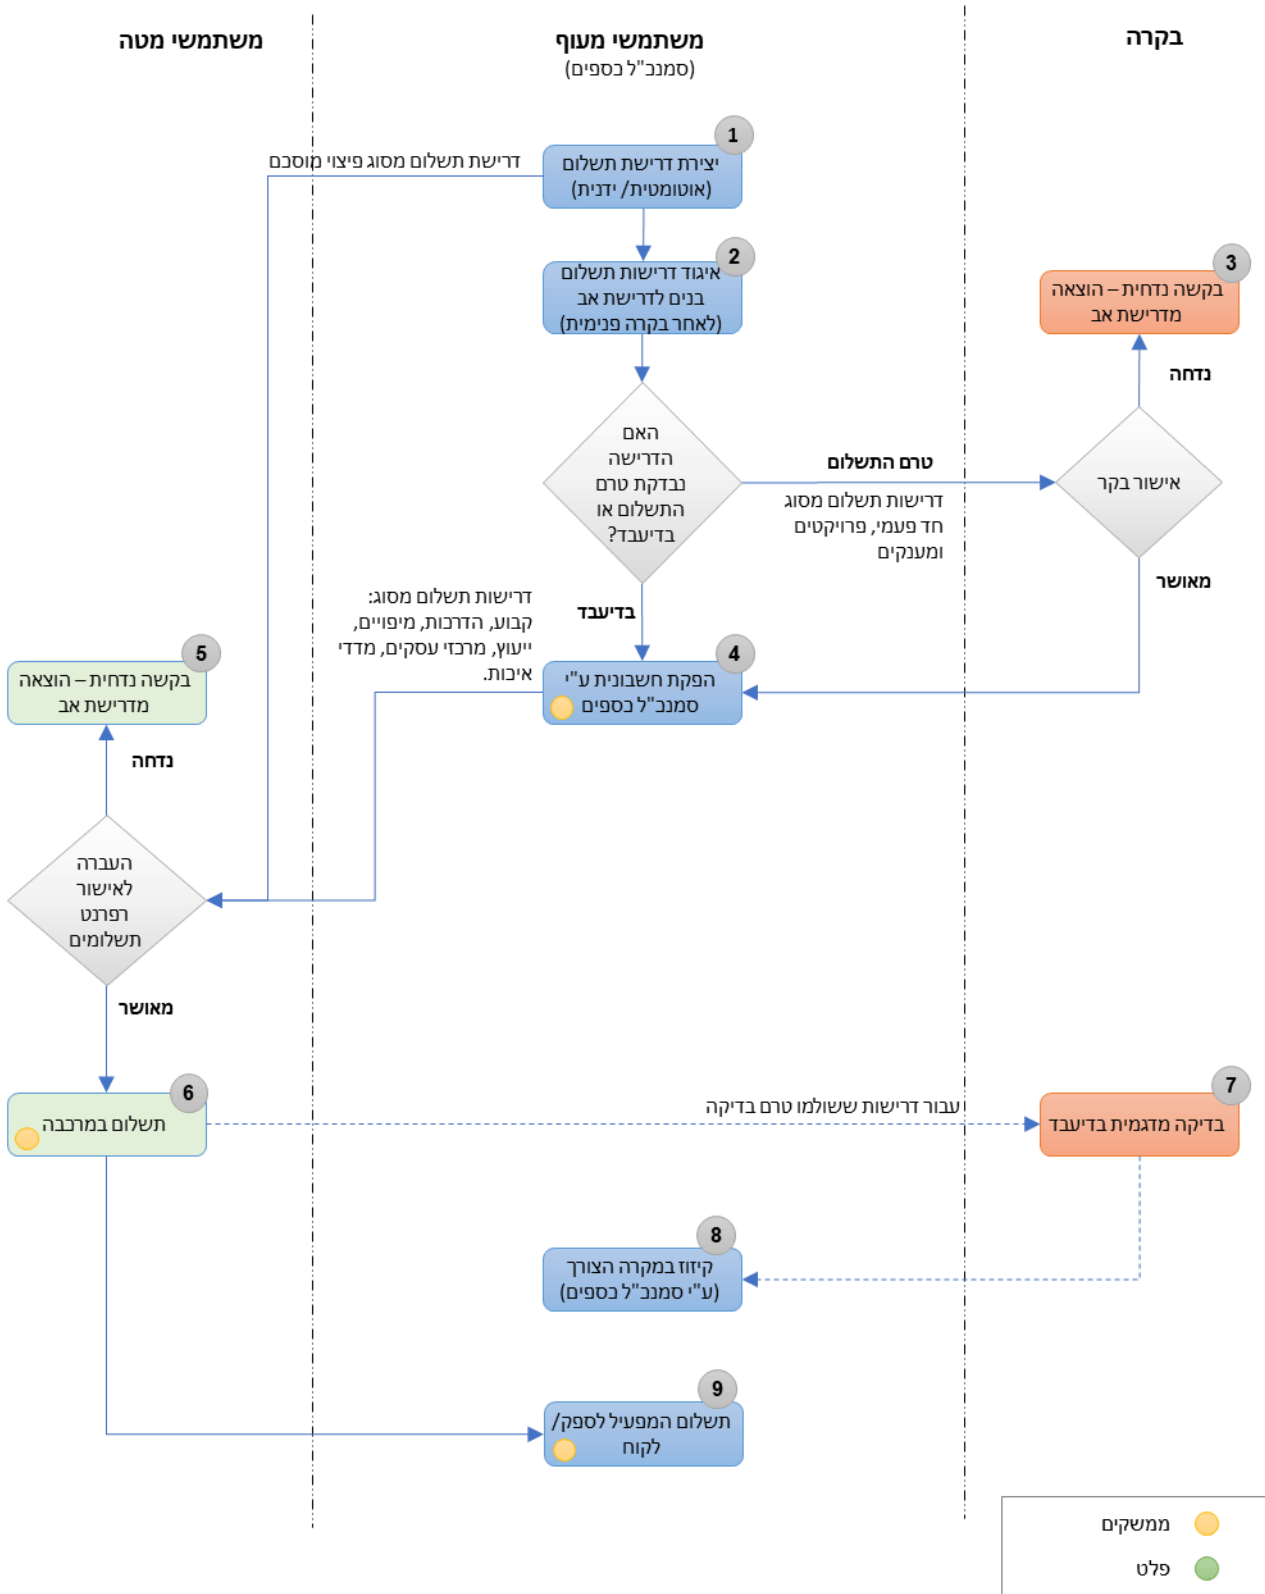 בקרה
משתמשי מעוף
(סמנכ"ל כספים)
משתמשי מטה
1
יצירת דרישת תשלום
(אוטומטית/ ידנית)
דרישת תשלום מסוג פיצוי מוסכם
2
איגוד דרישות תשלום
בנים לדרישת אב
(לאחר בקרה פנימית)
3
בקשה נדחית – הוצאה
מדרישת אב
נדחה
האם
הדרישה
נבדקת טרם
התשלום או
בדיעבד?
טרם התשלום
דרישות תשלום מסוג
חד פעמי, פרויקטים
ומענקים
אישור בקר
מאושר
בדיעבד
דרישות תשלום מסוג:
קבוע, הדרכות, מיפויים,
ייעוץ, מרכזי עסקים, מדדי
איכות.
4
הפקת חשבונית ע"י
סמנכ"ל כספים
5
בקשה נדחית – הוצאה
מדרישת אב
נדחה
העברה
לאישור
רפרנט
תשלומים
מאושר
6
תשלום במרכבה
עבור דרישות ששולמו טרם בדיקה
7
בדיקה מדגמית בדיעבד
8
קיזוז במקרה הצורך
(ע"י סמנכ"ל כספים)
9
תשלום המפעיל לספק/
לקוח
ממשקים
פלט